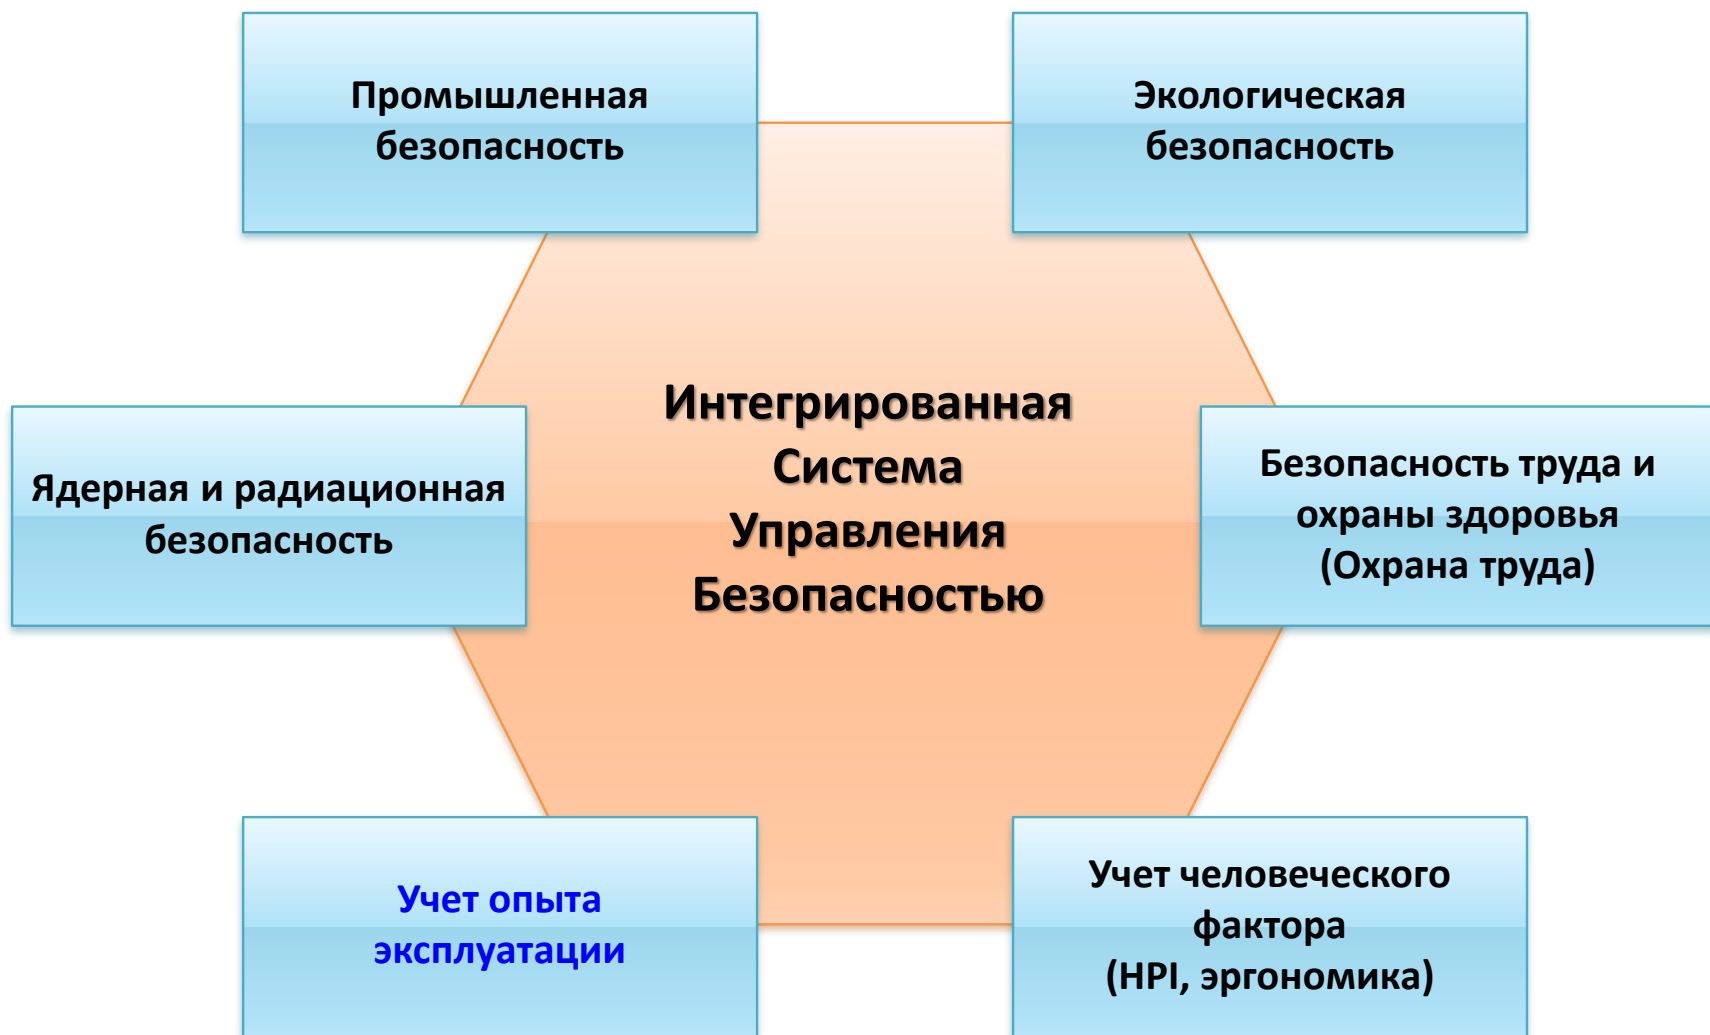 Промышленная
безопасность
Экологическая
безопасность
Интегрированная
Система
Управления
Безопасностью
Ядерная и радиационная
безопасность
Безопасность труда и
охраны здоровья
(Охрана труда)
Учет опыта
эксплуатации
Учет человеческого
фактора
(HPI, эргономика)